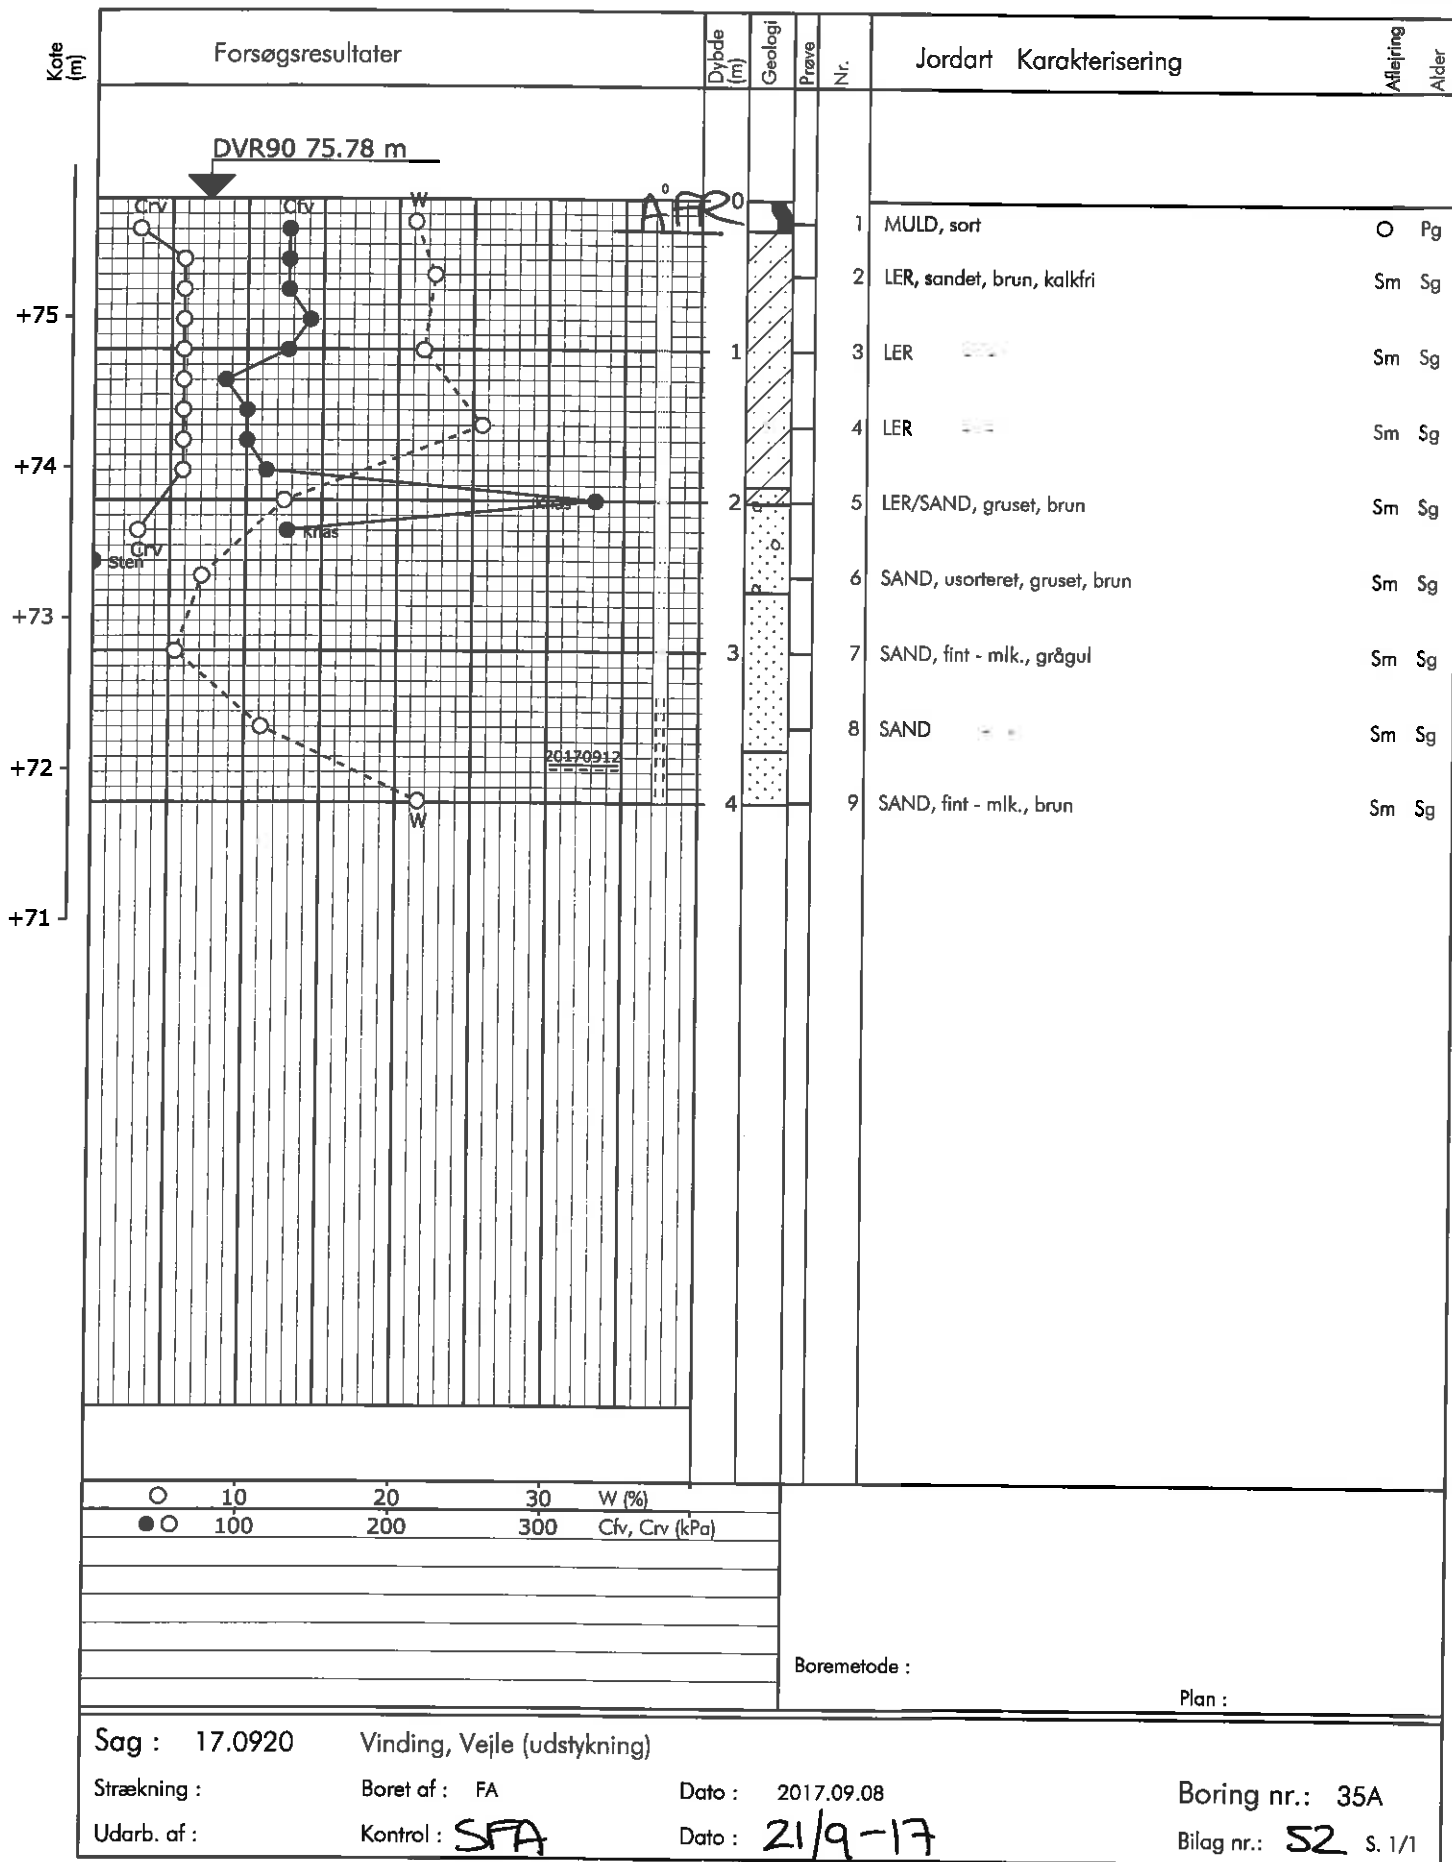 Kote (m) Forsøgsresultater Dybde (m) Geologi Prøve Nr. Jordart Karakterisering Aflejring Alder
DVR90 75.78 m
Crv Cfv W AFR 0
1 MULD, sort O Pg
2 LER, sandet, brun, kalkfri Sm Sg
+75
1 3 LER - " - Sm Sg
4 LER - " - Sm Sg
+74
Knas 2 5 LER/SAND, gruset, brun Sm Sg
Knas
Crv
Sten
6 SAND, usorteret, gruset, brun Sm Sg
+73
3 7 SAND, fint - mlk., grågul Sm Sg
8 SAND - " - Sm Sg
20170912
+72
4 9 SAND, fint - mlk., brun Sm Sg
W
+71
10 20 30 W (%)
100 200 300 Cfv, Crv (kPa)
Boremetode :
Plan :
Sag : 17.0920 Vinding, Vejle (udstykning)
Strækning : Boret af : FA Dato : 2017.09.08 Boring nr.: 35A
Udarb. af : Kontrol : SFA Dato : 21/9-17 Bilag nr.: 52 S. 1/1